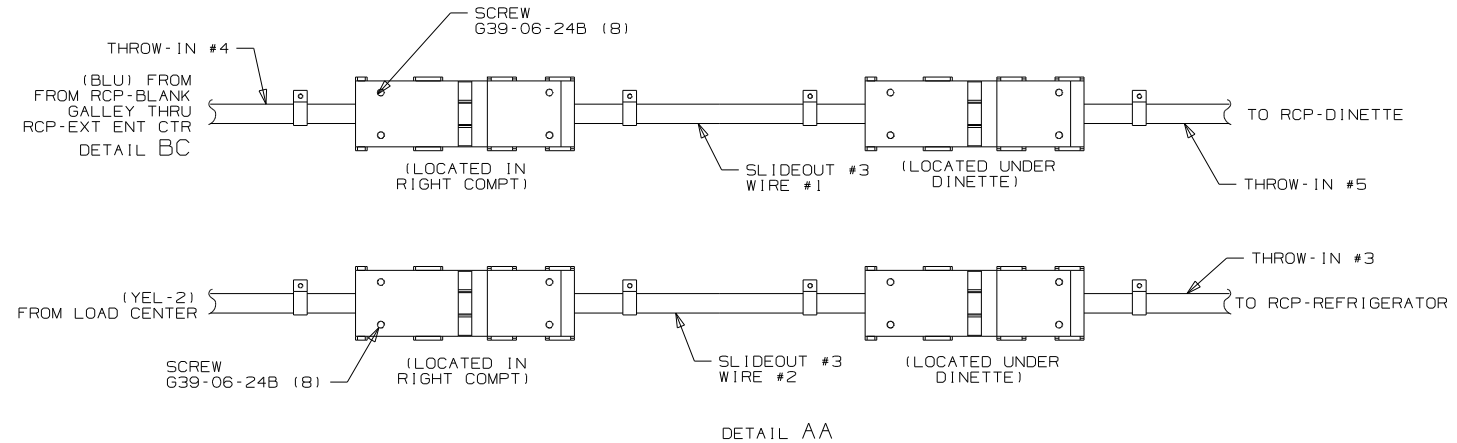 SCREW
G39-06-24B (8)
THROW-IN #4
(BLU) FROM
FROM RCP-BLANK
GALLEY THRU
RCP-EXT ENT CTR
DETAIL BC
(LOCATED IN
RIGHT COMPT)
SLIDEOUT #3
WIRE #1
(LOCATED UNDER
DINETTE)
TO RCP-DINETTE
THROW-IN #5
THROW-IN #3
(YEL-2)
FROM LOAD CENTER
TO RCP-REFRIGERATOR
SCREW
G39-06-24B (8)
(LOCATED IN
RIGHT COMPT)
SLIDEOUT #3
WIRE #2
(LOCATED UNDER
DINETTE)
DETAIL AA